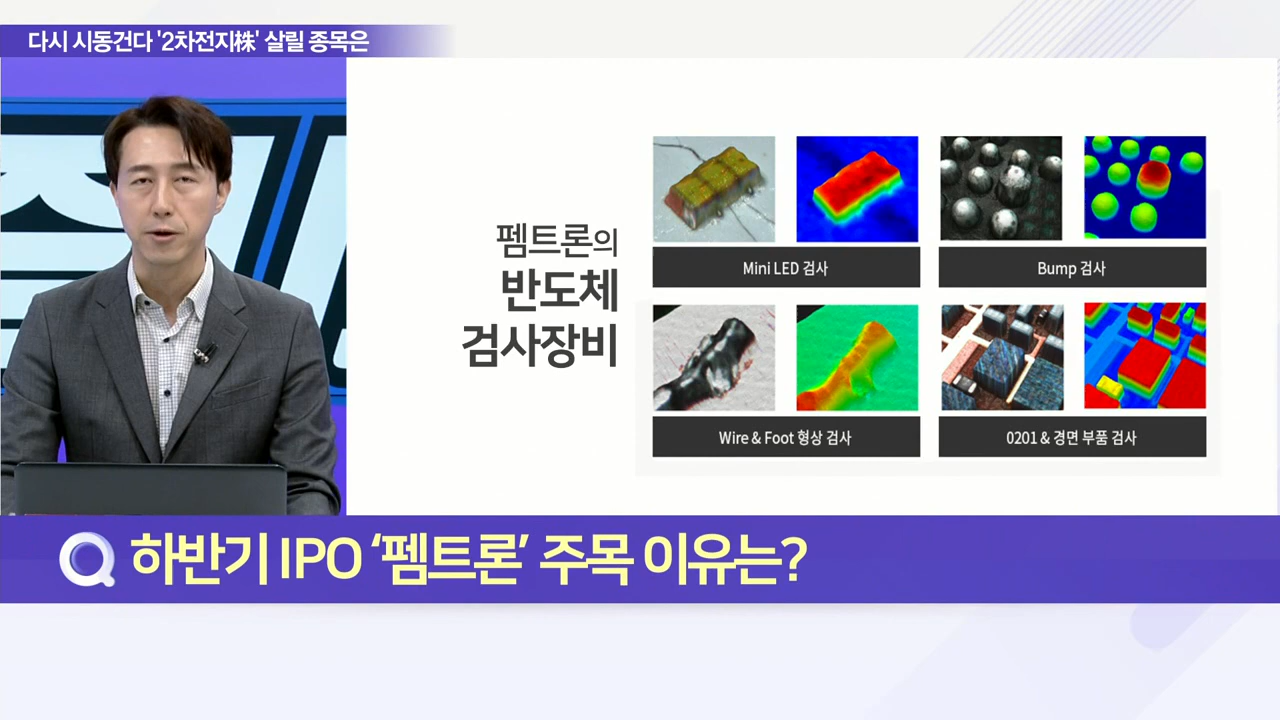 다시 시동건다 '2차전지株' 살릴 종목은
펨트론의
반도체
검사장비
Mini LED 검사
Bump 검사
Wire & Foot 형상 검사
0201 & 경면 부품 검사
하반기 IPO ‘펨트론’ 주목 이유는?